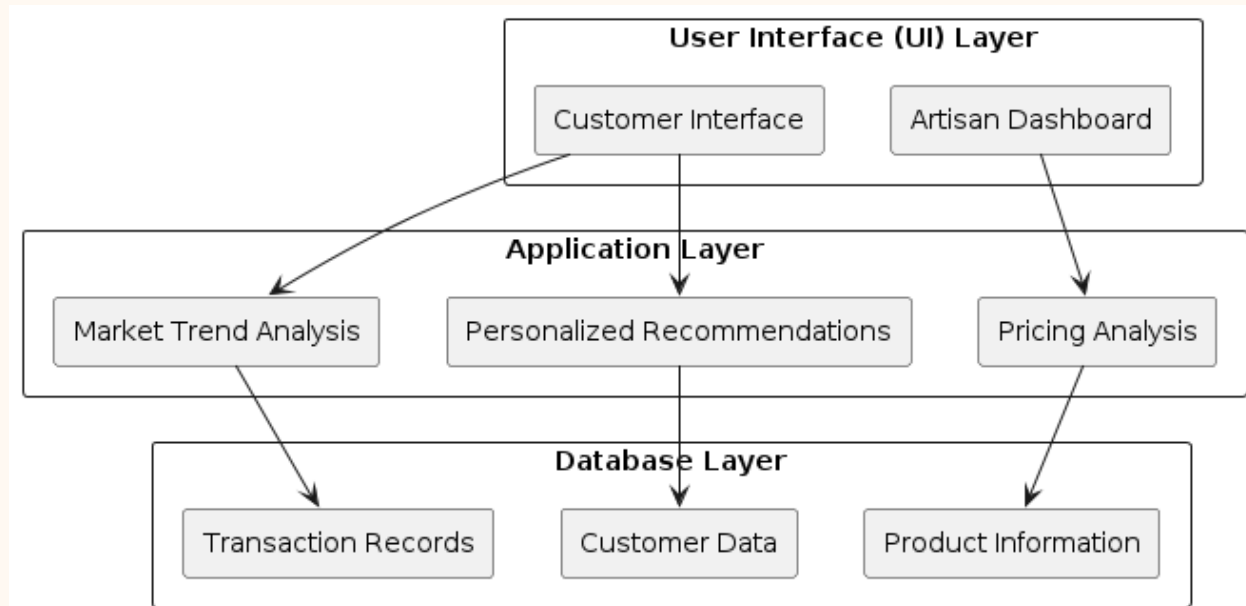 User Interface (UI) Layer
Customer Interface
Artisan Dashboard
Application Layer
Market Trend Analysis
Personalized Recommendations
Pricing Analysis
Database Layer
Transaction Records
Customer Data
Product Information